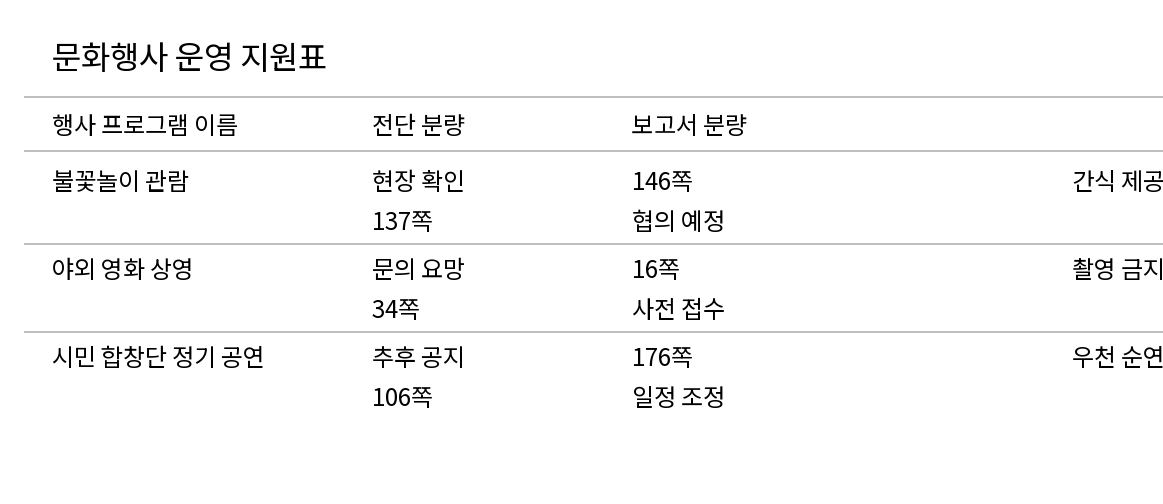 문화행사 운영 지원표
행사 프로그램 이름 전단 분량 보고서 분량
불꽃놀이 관람 현장 확인 146쪽 간식 제공
137쪽 협의 예정
야외 영화 상영 문의 요망 16쪽 촬영 금지
34쪽 사전 접수
시민 합창단 정기 공연 추후 공지 176쪽 우천 순연
106쪽 일정 조정